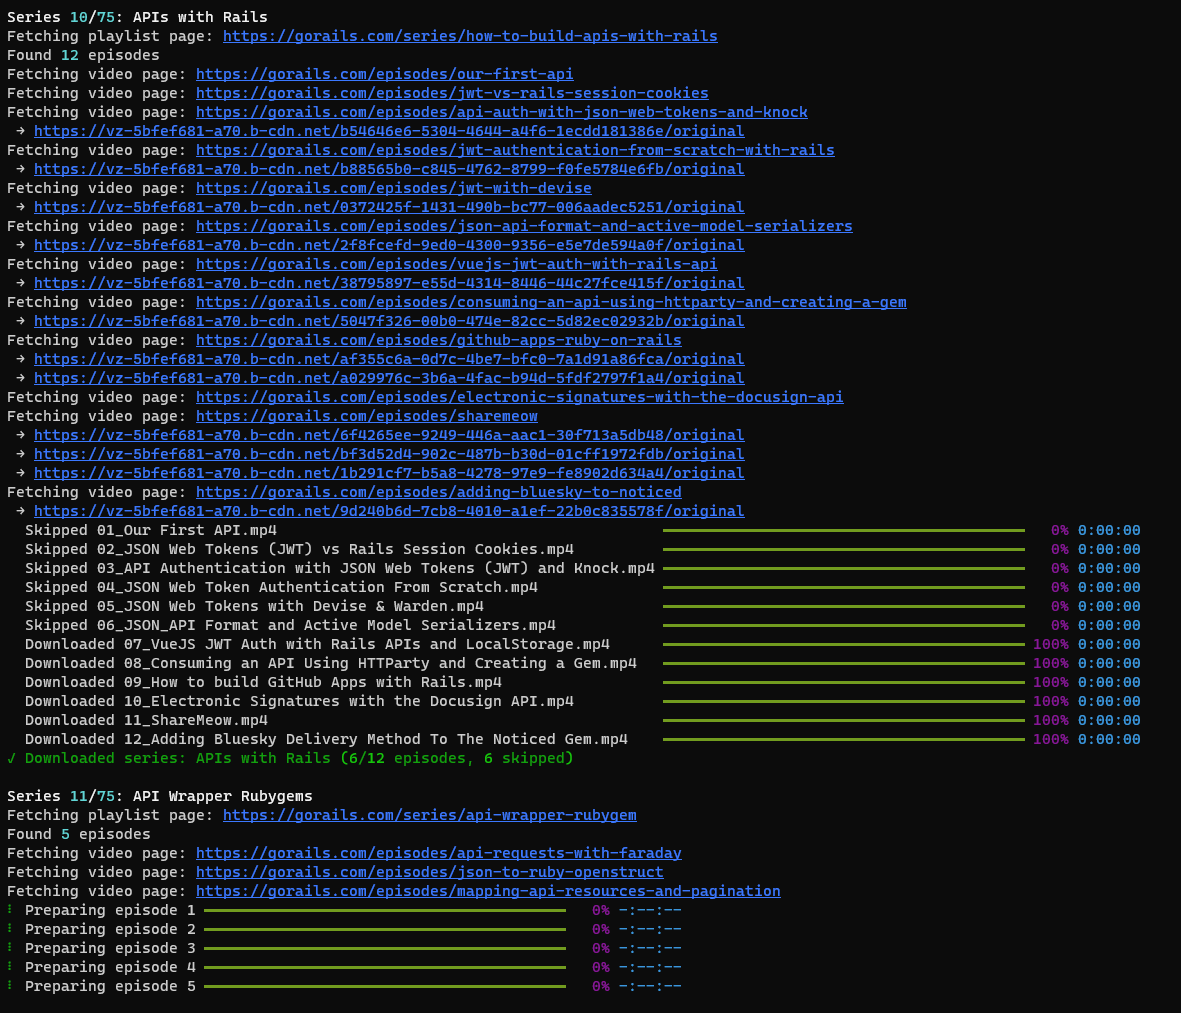 Series 10/75: APIs with Rails
Fetching playlist page: https://gorails.com/series/how-to-build-apis-with-rails
Found 12 episodes
Fetching video page: https://gorails.com/episodes/our-first-api
Fetching video page: https://gorails.com/episodes/jwt-vs-rails-session-cookies
Fetching video page: https://gorails.com/episodes/api-auth-with-json-web-tokens-and-knock
→ https://vz-5bfef681-a70.b-cdn.net/b54646e6-5304-4644-a4f6-1ecdd181386e/original
Fetching video page: https://gorails.com/episodes/jwt-authentication-from-scratch-with-rails
→ https://vz-5bfef681-a70.b-cdn.net/b88565b0-c845-4762-8799-f0fe5784e6fb/original
Fetching video page: https://gorails.com/episodes/jwt-with-devise
→ https://vz-5bfef681-a70.b-cdn.net/0372425f-1431-490b-bc77-006aadec5251/original
Fetching video page: https://gorails.com/episodes/json-api-format-and-active-model-serializers
→ https://vz-5bfef681-a70.b-cdn.net/2f8fcefd-9ed0-4300-9356-e5e7de594a0f/original
Fetching video page: https://gorails.com/episodes/vuejs-jwt-auth-with-rails-api
→ https://vz-5bfef681-a70.b-cdn.net/38795897-e55d-4314-8446-44c27fce415f/original
Fetching video page: https://gorails.com/episodes/consuming-an-api-using-httparty-and-creating-a-gem
→ https://vz-5bfef681-a70.b-cdn.net/5047f326-00b0-474e-82cc-5d82ec02932b/original
Fetching video page: https://gorails.com/episodes/github-apps-ruby-on-rails
→ https://vz-5bfef681-a70.b-cdn.net/af355c6a-0d7c-4be7-bfc0-7a1d91a86fca/original
→ https://vz-5bfef681-a70.b-cdn.net/a029976c-3b6a-4fac-b94d-5fdf2797f1a4/original
Fetching video page: https://gorails.com/episodes/electronic-signatures-with-the-docusign-api
Fetching video page: https://gorails.com/episodes/sharemeow
→ https://vz-5bfef681-a70.b-cdn.net/6f4265ee-9249-446a-aac1-30f713a5db48/original
→ https://vz-5bfef681-a70.b-cdn.net/bf3d52d4-902c-487b-b30d-01cff1972fdb/original
→ https://vz-5bfef681-a70.b-cdn.net/1b291cf7-b5a8-4278-97e9-fe8902d634a4/original
Fetching video page: https://gorails.com/episodes/adding-bluesky-to-noticed
→ https://vz-5bfef681-a70.b-cdn.net/9d240b6d-7cb8-4010-a1ef-22b0c835578f/original
Skipped 01_Our First API.mp4 0% 0:00:00
Skipped 02_JSON Web Tokens (JWT) vs Rails Session Cookies.mp4 0% 0:00:00
Skipped 03_API Authentication with JSON Web Tokens (JWT) and Knock.mp4 0% 0:00:00
Skipped 04_JSON Web Token Authentication From Scratch.mp4 0% 0:00:00
Skipped 05_JSON Web Tokens with Devise & Warden.mp4 0% 0:00:00
Skipped 06_JSON_API Format and Active Model Serializers.mp4 0% 0:00:00
Downloaded 07_VueJS JWT Auth with Rails APIs and LocalStorage.mp4 100% 0:00:00
Downloaded 08_Consuming an API Using HTTParty and Creating a Gem.mp4 100% 0:00:00
Downloaded 09_How to build GitHub Apps with Rails.mp4 100% 0:00:00
Downloaded 10_Electronic Signatures with the Docusign API.mp4 100% 0:00:00
Downloaded 11_ShareMeow.mp4 100% 0:00:00
Downloaded 12_Adding Bluesky Delivery Method To The Noticed Gem.mp4 100% 0:00:00
✓ Downloaded series: APIs with Rails (6/12 episodes, 6 skipped)
Series 11/75: API Wrapper Rubygems
Fetching playlist page: https://gorails.com/series/api-wrapper-rubygem
Found 5 episodes
Fetching video page: https://gorails.com/episodes/api-requests-with-faraday
Fetching video page: https://gorails.com/episodes/json-to-ruby-openstruct
Fetching video page: https://gorails.com/episodes/mapping-api-resources-and-pagination
Preparing episode 1 0% -:--:--
Preparing episode 2 0% -:--:--
Preparing episode 3 0% -:--:--
Preparing episode 4 0% -:--:--
Preparing episode 5 0% -:--:--